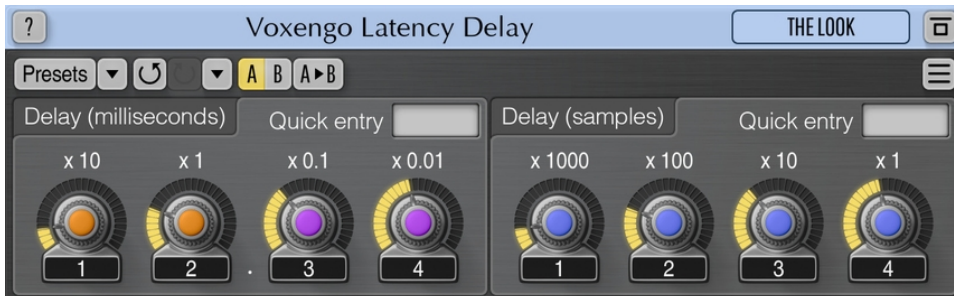 ? Voxengo Latency Delay THE LOOK
Presets A B A▸B
Delay (milliseconds) Quick entry Delay (samples) Quick entry
x 10 x 1 x 0.1 x 0.01 x 1000 x 100 x 10 x 1
1 2 . 3 4 1 2 3 4